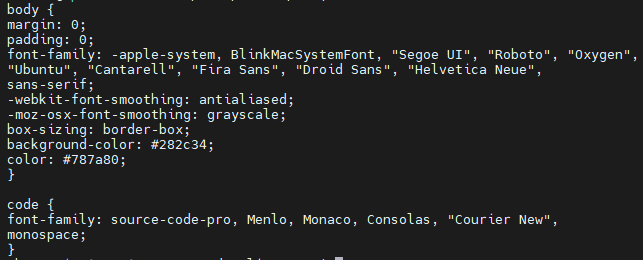 body {
margin: 0;
padding: 0;
font-family: -apple-system, BlinkMacSystemFont, "Segoe UI", "Roboto", "Oxygen",
"Ubuntu", "Cantarell", "Fira Sans", "Droid Sans", "Helvetica Neue",
sans-serif;
-webkit-font-smoothing: antialiased;
-moz-osx-font-smoothing: grayscale;
box-sizing: border-box;
background-color: #282c34;
color: #787a80;
}

code {
font-family: source-code-pro, Menlo, Monaco, Consolas, "Courier New",
monospace;
}